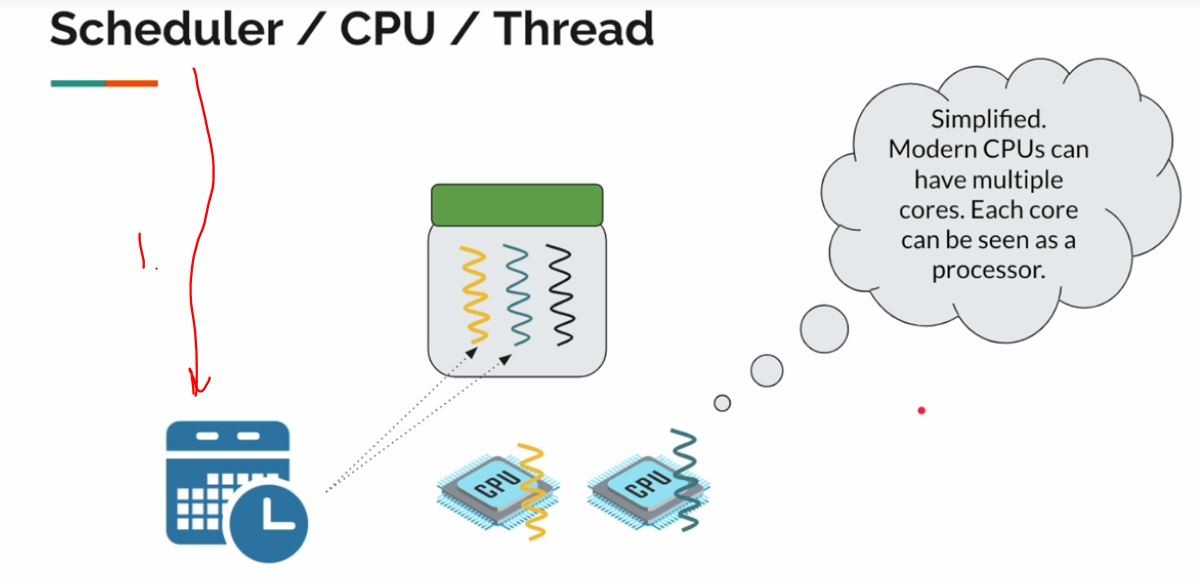 Scheduler / CPU / Thread
Simplified.
Modern CPUs can
have multiple
cores. Each core
can be seen as a
processor.
1.
CPU
CPU